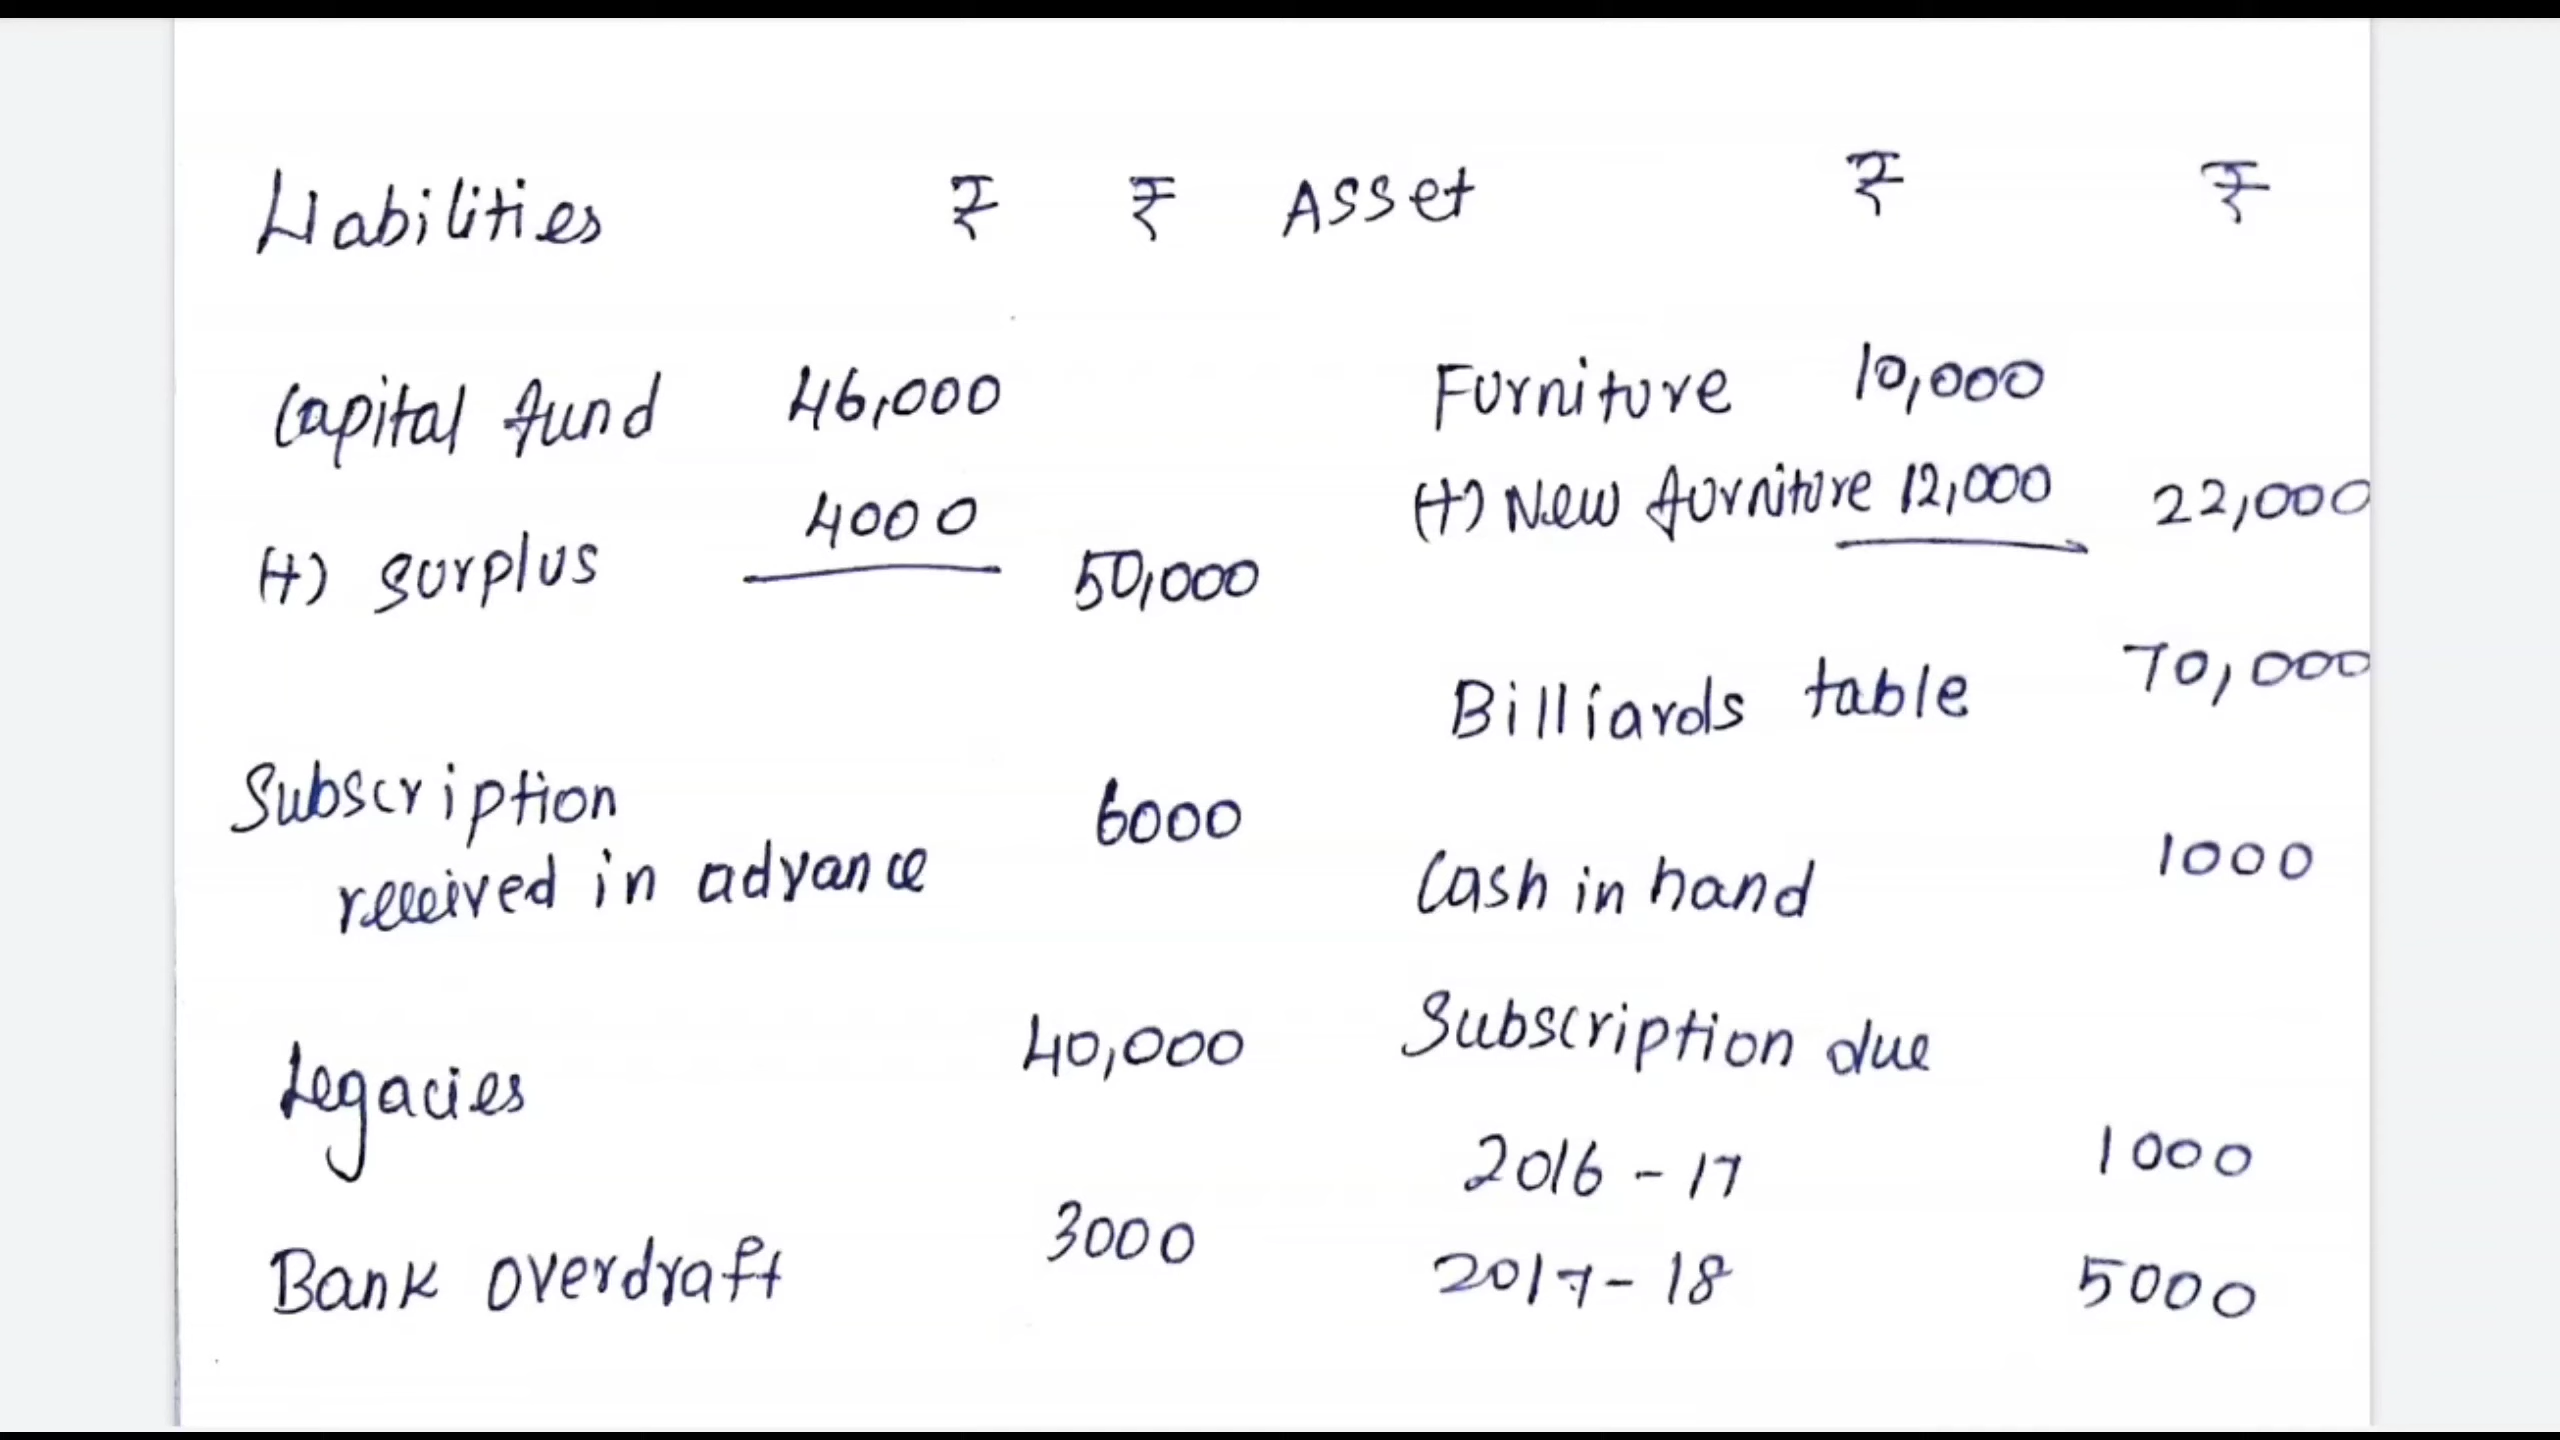 Liabilities ₹ ₹ Asset ₹ ₹
Capital fund 46,000 Furniture 10,000
(+) Surplus 4000 50,000 (+) New furniture 12,000 22,000
Billiards table 70,000
Subscription 6000
received in advance Cash in hand 1000
Legacies 40,000 Subscription due
2016 - 17 1000
Bank overdraft 3000 2017 - 18 5000